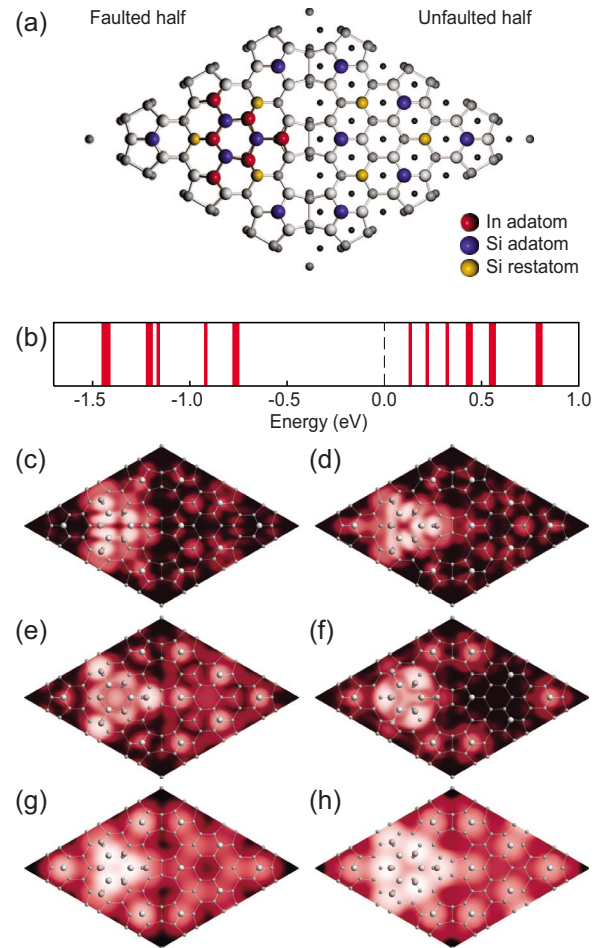 (a) Faulted half Unfaulted half
In adatom
Si adatom
Si restatom
(b)
-1.5 -1.0 -0.5 0.0 0.5 1.0
Energy (eV)
(c) (d)
(e) (f)
(g) (h)